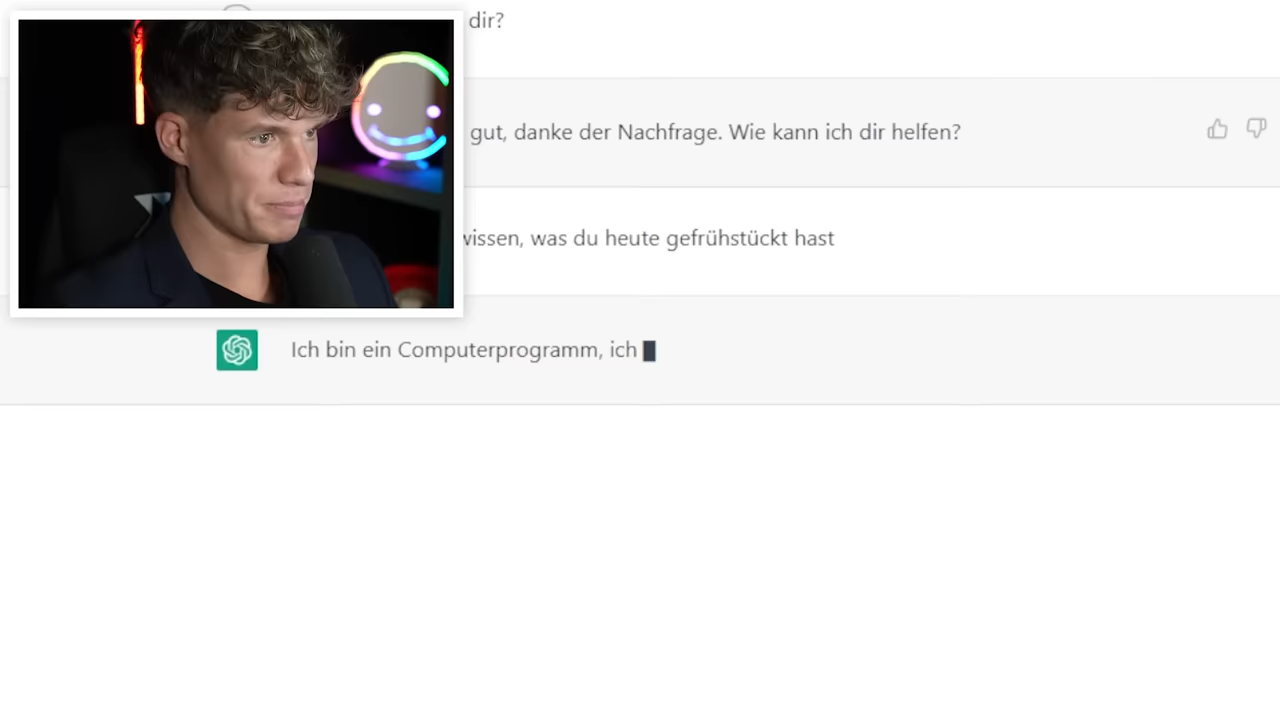 dir?
gut, danke der Nachfrage. Wie kann ich dir helfen?
wissen, was du heute gefrühstückt hast
Ich bin ein Computerprogramm, ich